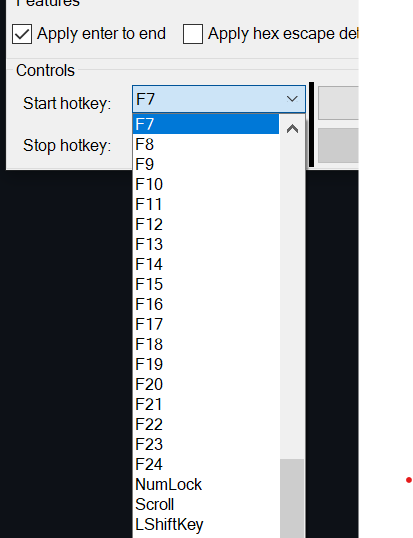 Features
Apply enter to end
Apply hex escape del
Controls
Start hotkey:
F7
Stop hotkey:
F7
F8
F9
F10
F11
F12
F13
F14
F15
F16
F17
F18
F19
F20
F21
F22
F23
F24
NumLock
Scroll
LShiftKey